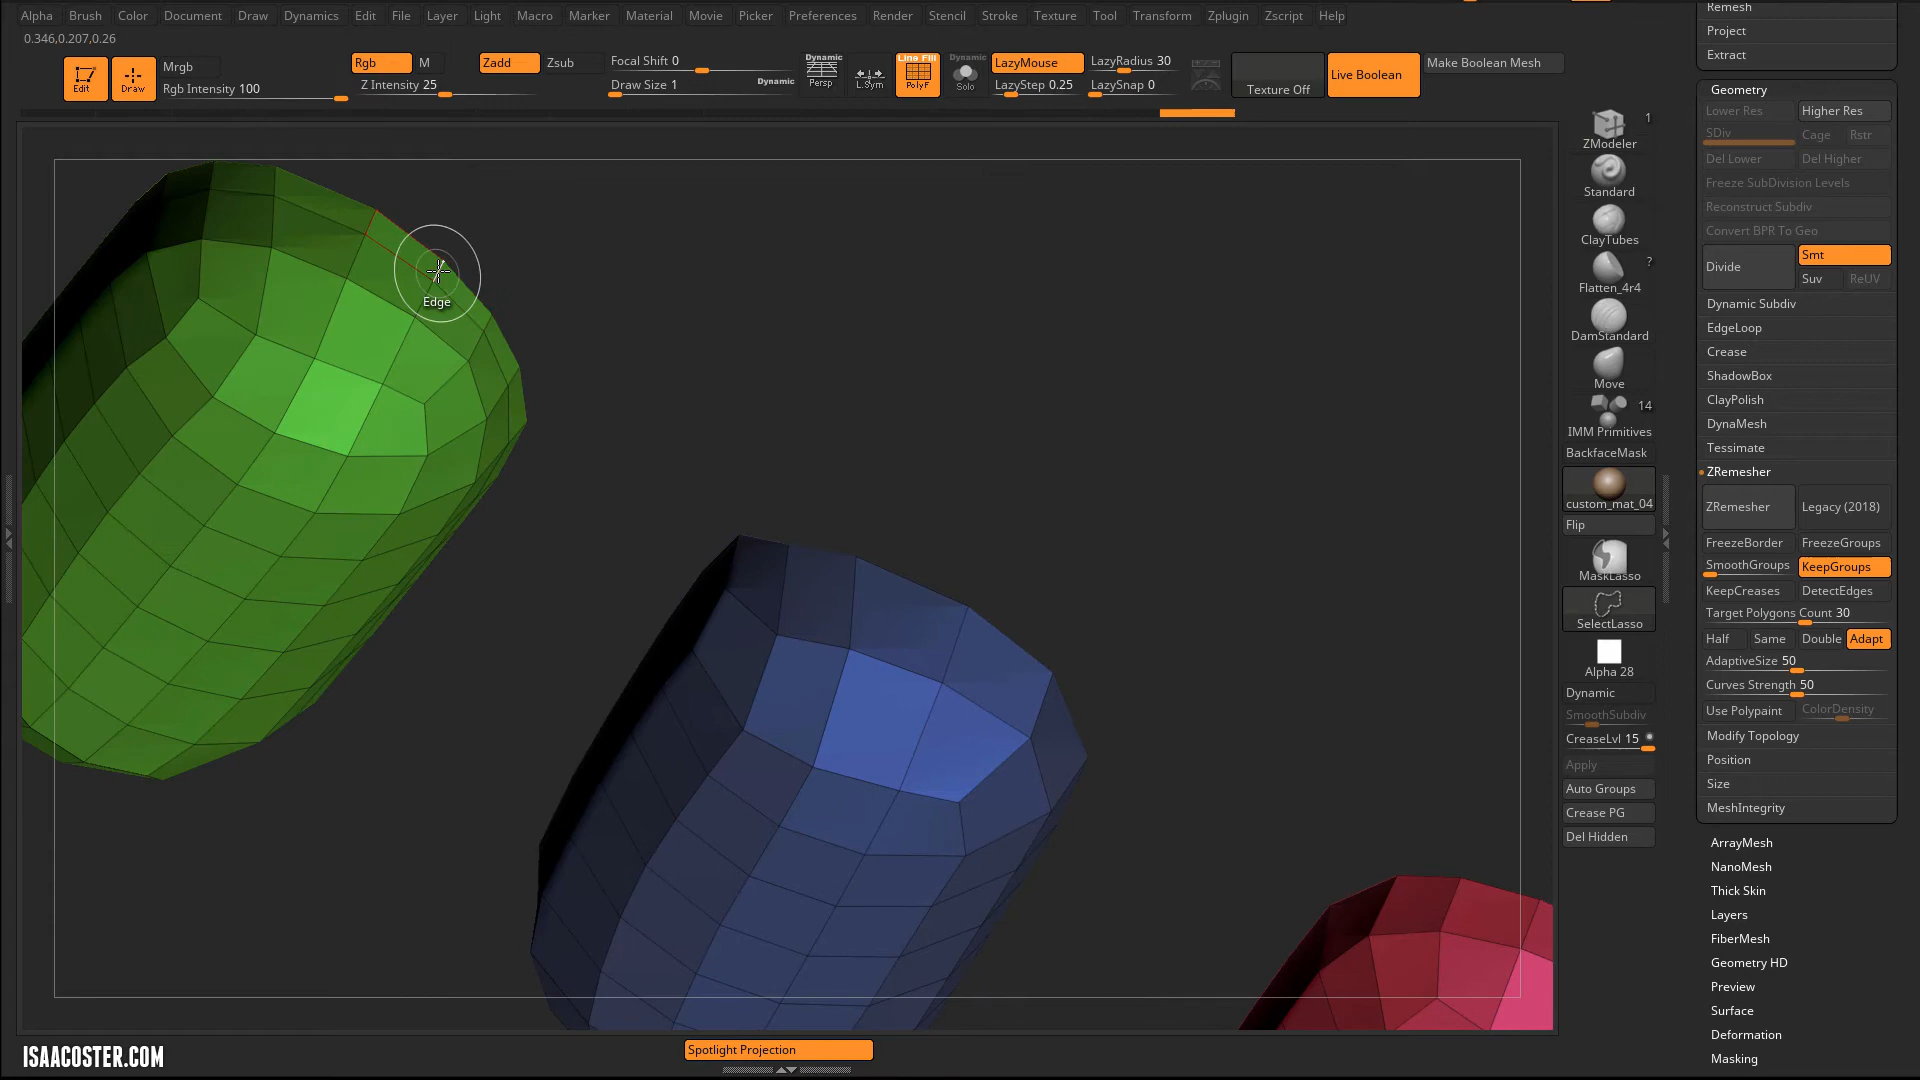 Alpha Brush Color Document Draw Dynamics Edit File Layer Light Macro Marker Material Movie Picker Preferences Render Stencil Stroke Texture Tool Transform Zplugin Zscript Help
0.346,0.207,0.26
Edit
Draw
Mrgb
Rgb M
Rgb Intensity 100
Zadd Zsub
Z Intensity 25
Focal Shift 0
Draw Size 1
Dynamic
Dynamic
Persp
L.Sym
Line Fill
PolyF
Dynamic
Solo
LazyMouse
LazyRadius 30
LazyStep 0.25
LazySnap 0
Texture Off
Live Boolean
Make Boolean Mesh
Edge
1
ZModeler
Standard
ClayTubes
?
Flatten_4r4
DamStandard
Move
14
IMM Primitives
BackfaceMask
custom_mat_04
Flip
MaskLasso
SelectLasso
Alpha 28
Dynamic
SmoothSubdiv
CreaseLvl 15
Apply
Auto Groups
Crease PG
Del Hidden
Remesh
Project
Extract
Geometry
Lower Res Higher Res
SDiv Cage Rstr
Del Lower Del Higher
Freeze SubDivision Levels
Reconstruct Subdiv
Convert BPR To Geo
Divide
Smt
Suv ReUV
Dynamic Subdiv
EdgeLoop
Crease
ShadowBox
ClayPolish
DynaMesh
Tessimate
ZRemesher
ZRemesher Legacy (2018)
FreezeBorder FreezeGroups
SmoothGroups KeepGroups
KeepCreases DetectEdges
Target Polygons Count 30
Half Same Double Adapt
AdaptiveSize 50
Curves Strength 50
Use Polypaint ColorDensity
Modify Topology
Position
Size
MeshIntegrity
ArrayMesh
NanoMesh
Thick Skin
Layers
FiberMesh
Geometry HD
Preview
Surface
Deformation
Masking
ISAACOSTER.COM
Spotlight Projection